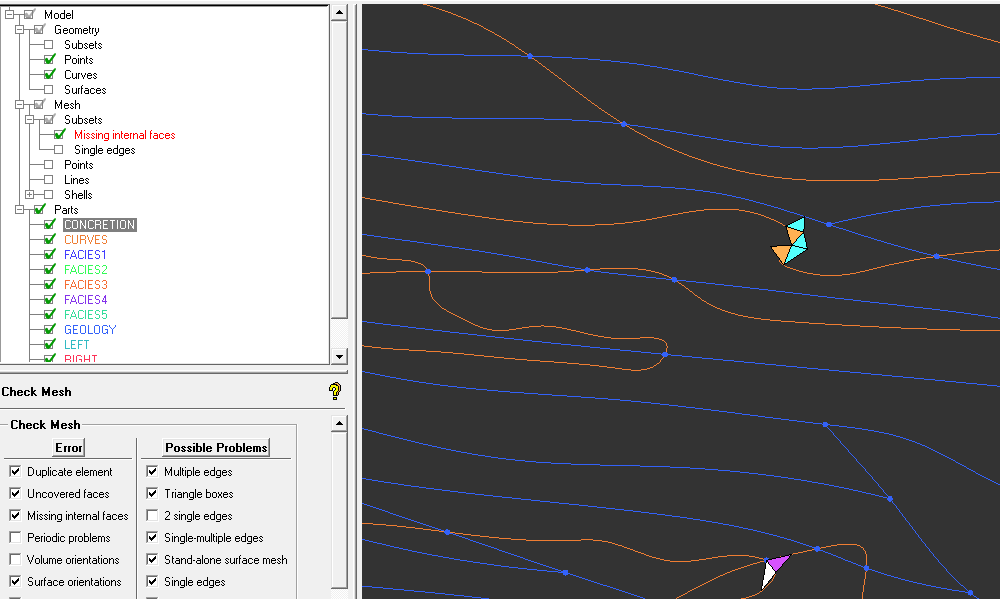 Model
Geometry
Subsets
Points
Curves
Surfaces
Mesh
Subsets
Missing internal faces
Single edges
Points
Lines
Shells
Parts
CONCRETION
CURVES
FACIES1
FACIES2
FACIES3
FACIES4
FACIES5
GEOLOGY
LEFT
RIGHT
Check Mesh
Check Mesh
Error
Duplicate element
Uncovered faces
Missing internal faces
Periodic problems
Volume orientations
Surface orientations
Possible Problems
Multiple edges
Triangle boxes
2 single edges
Single-multiple edges
Stand-alone surface mesh
Single edges